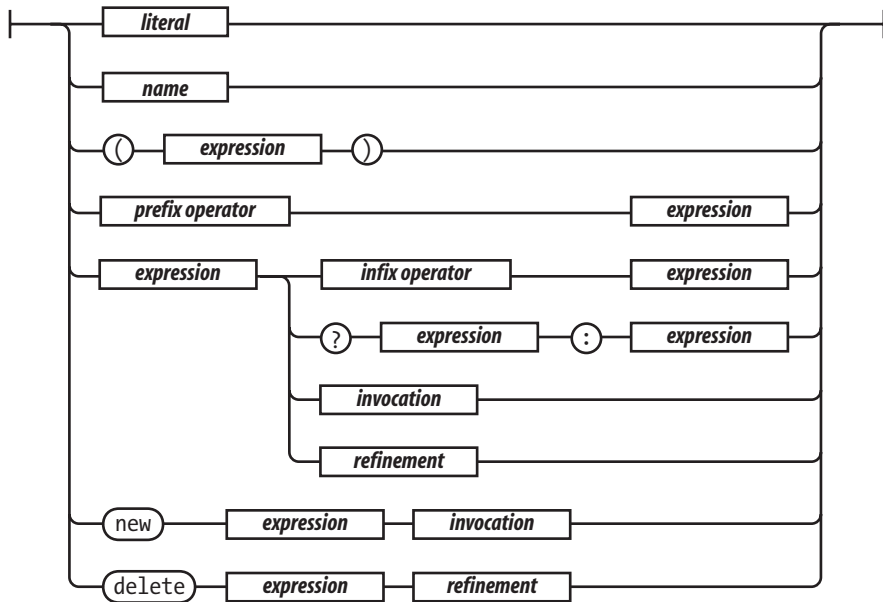 literal
name
( expression )
prefix operator expression
expression infix operator expression
? expression : expression
invocation
refinement
new expression invocation
delete expression refinement